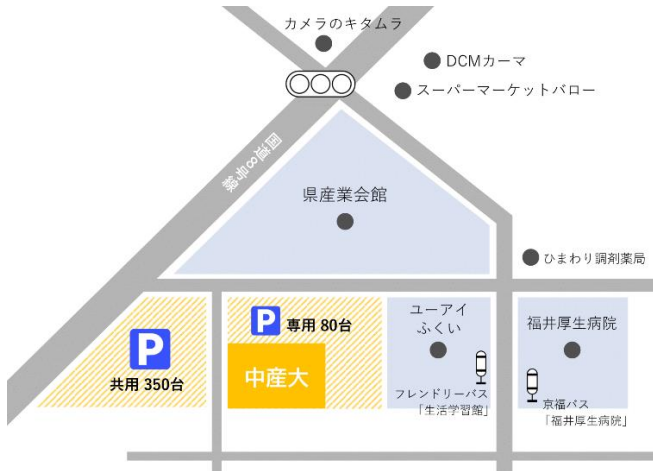 カメラのキタムラ
DCMカーマ
スーパーマーケットバロー
国道8号線
県産業会館
ひまわり調剤薬局
P
共用 350台
P 専用 80台
中産大
ユーアイ
ふくい
フレンドリーバス
「生活学習館」
福井厚生病院
京福バス
「福井厚生病院」